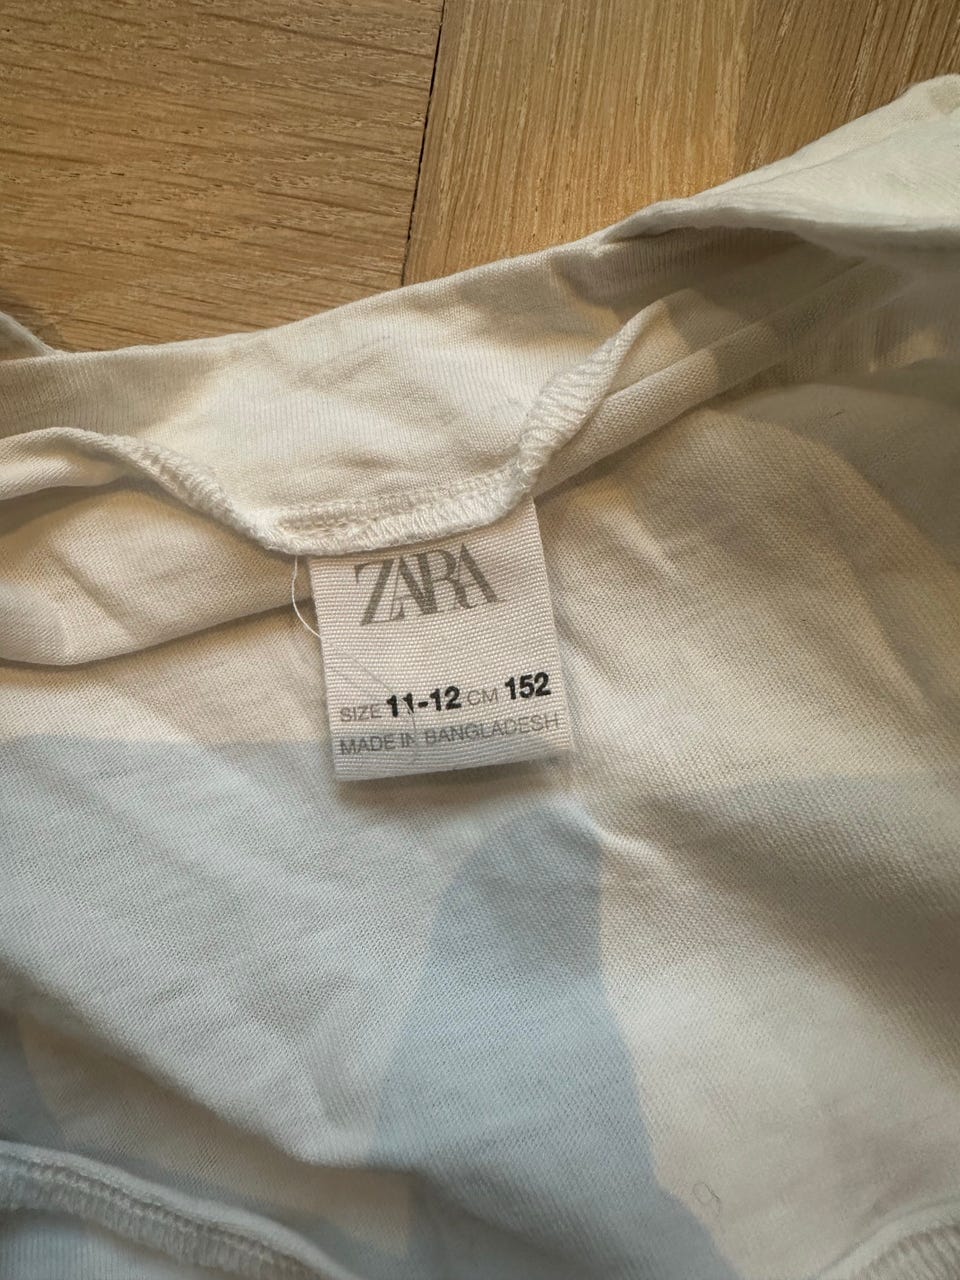 ZARA
SIZE 11-12 CM 152
MADE IN BANGLADESH